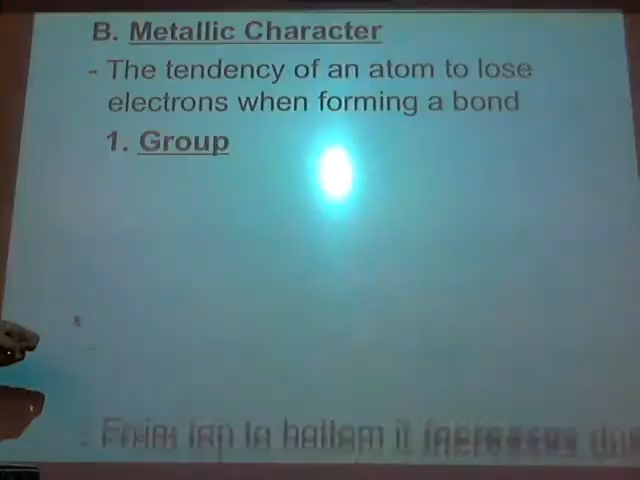 B. Metallic Character
- The tendency of an atom to lose
electrons when forming a bond
1. Group
- From top to bottom it increases